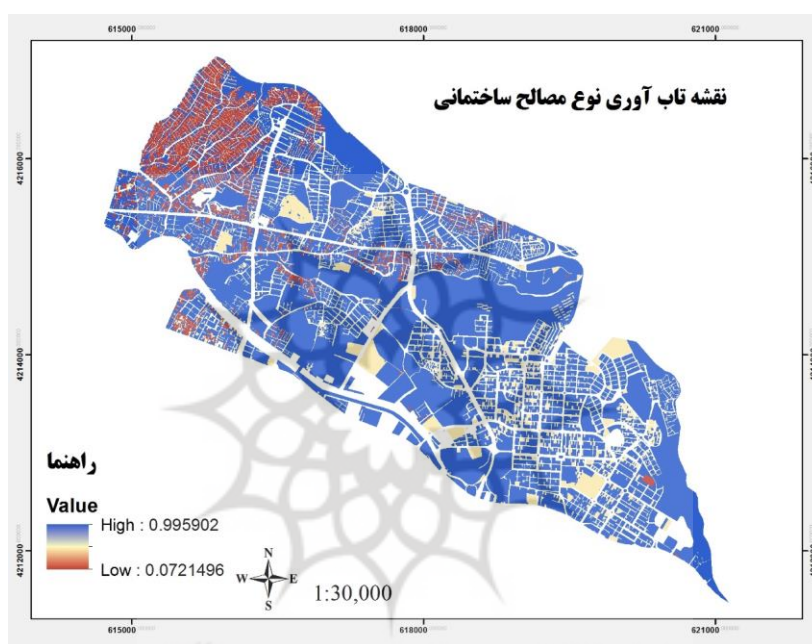 615000 618000 621000
نقشه تاب آوری نوع مصالح ساختمانی
4216000
4214000
راهنما
Value
High : 0.995902
Low : 0.0721496
4212000
N
W E
S
1:30,000
615000 618000 621000